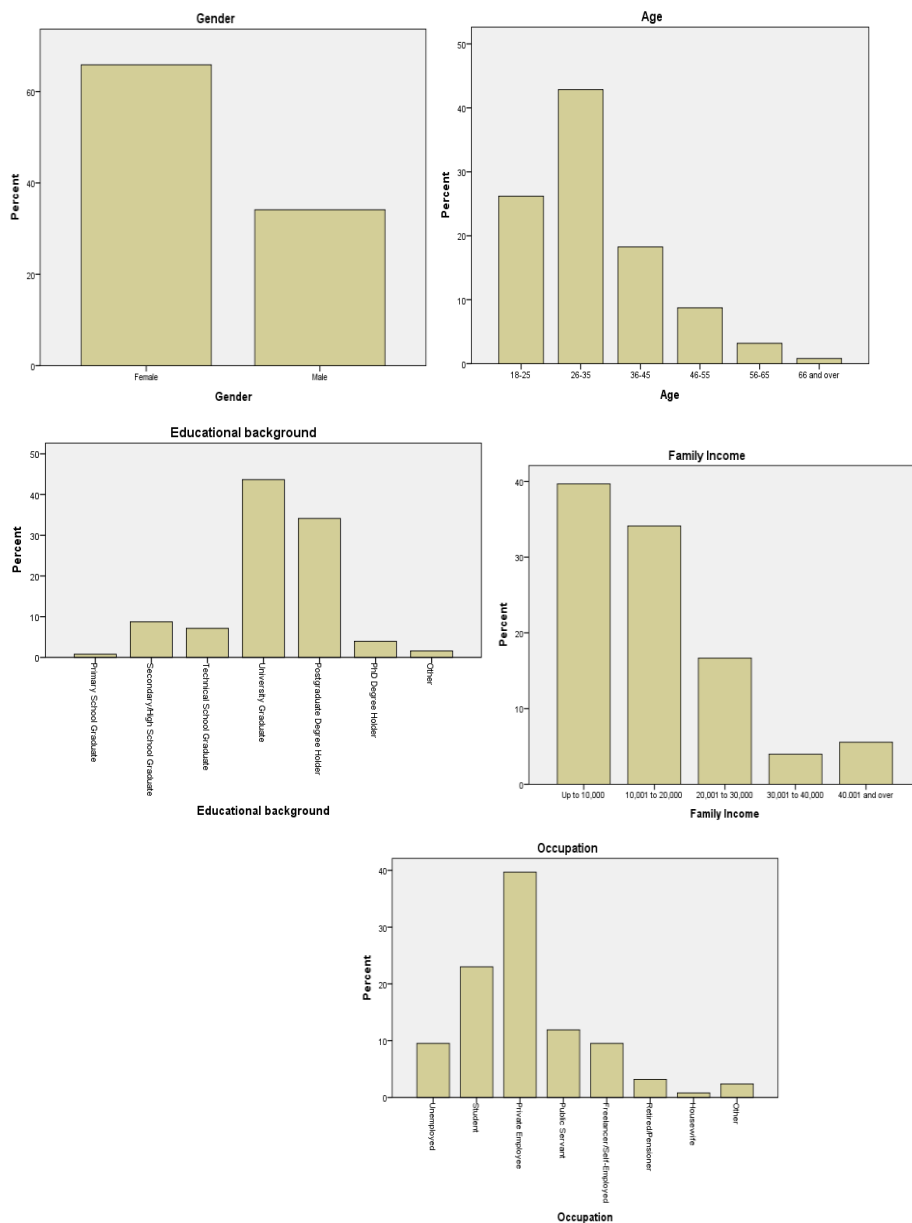 Gender
Percent
60
40
20
0
Female
Male
Gender
Age
Percent
50
40
30
20
10
0
18-25
26-35
36-45
46-55
56-65
66 and over
Age
Educational background
Percent
50
40
30
20
10
0
Primary School Graduate
Secondary/High School Graduate
Technical School Graduate
University Graduate
Postgraduate Degree Holder
PhD Degree Holder
Other
Educational background
Family Income
Percent
40
30
20
10
0
Up to 10,000
10,001 to 20,000
20,001 to 30,000
30,001 to 40,000
40.001 and over
Family Income
Occupation
Percent
40
30
20
10
0
Unemployed
Student
Private Employee
Public Servant
Freelancer/Self-Employed
Retired/Pensioner
Housewife
Other
Occupation